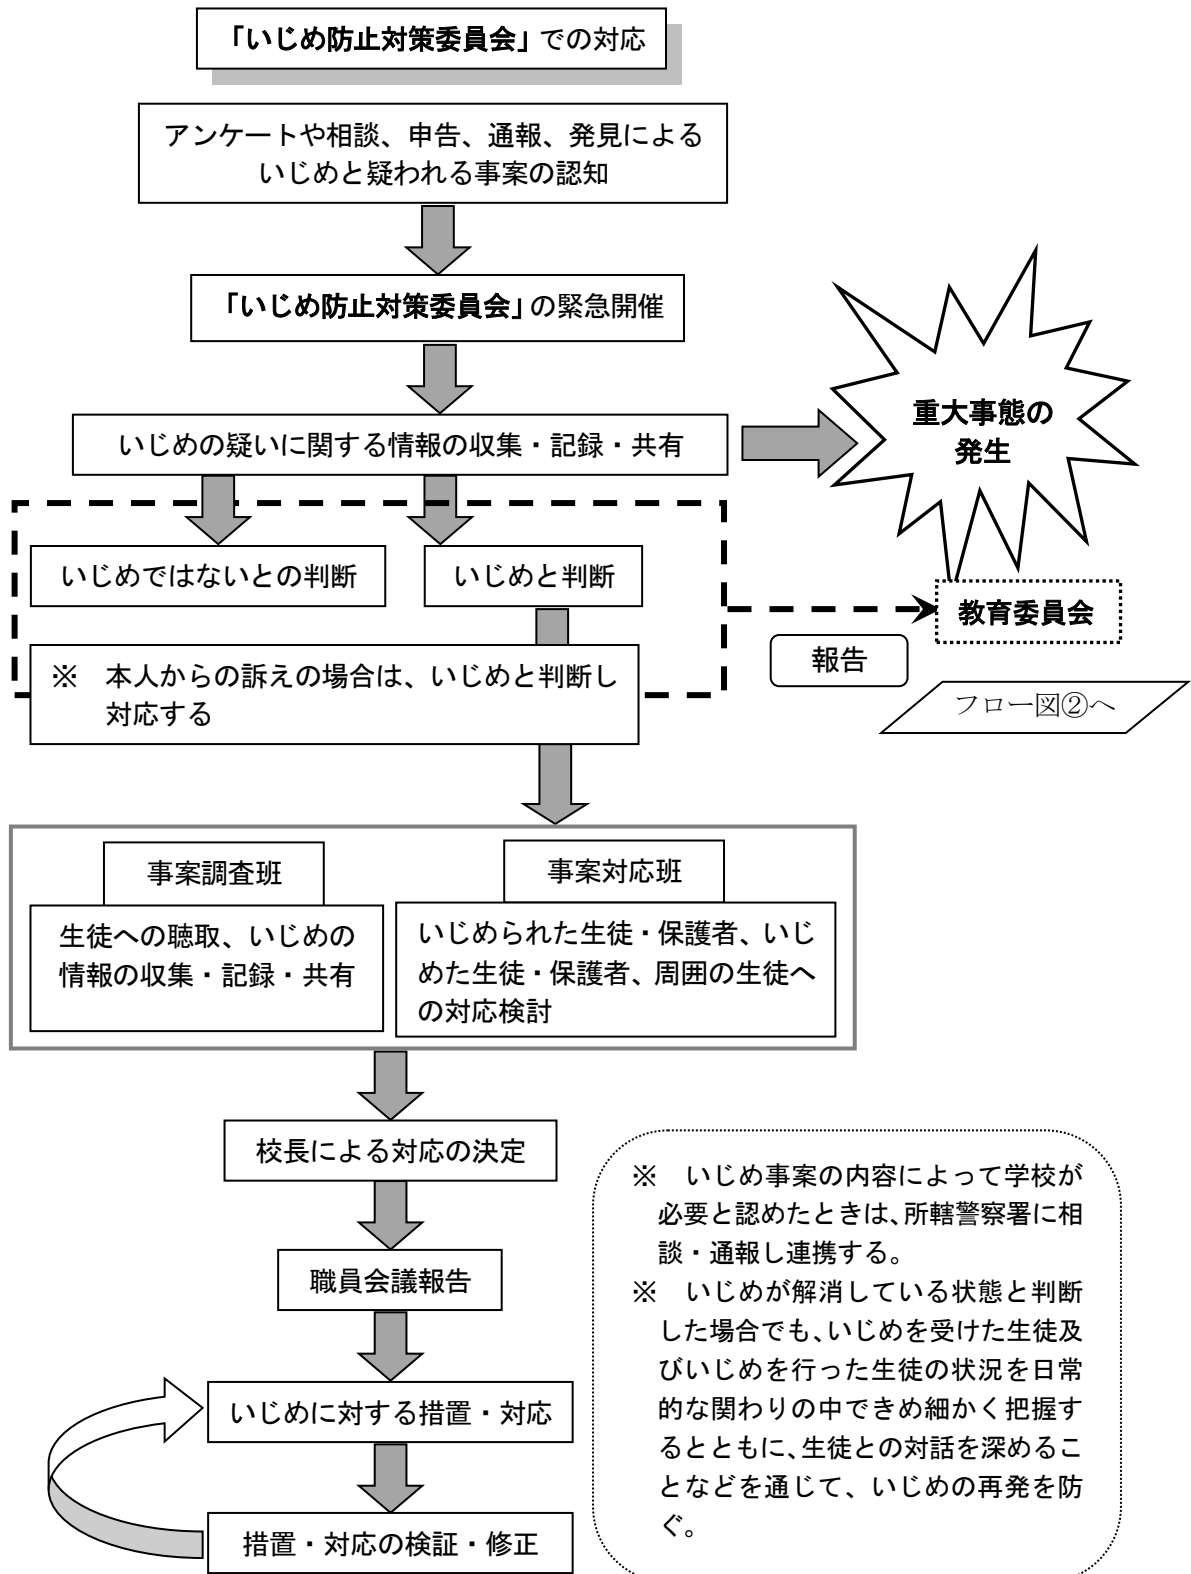 「いじめ防止対策委員会」での対応
アンケートや相談、申告、通報、発見による
いじめと疑われる事案の認知
「いじめ防止対策委員会」の緊急開催
いじめの疑いに関する情報の収集・記録・共有
重大事態の
発生
いじめではないとの判断
いじめと判断
教育委員会
報告
※　本人からの訴えの場合は、いじめと判断し
対応する
フロー図②へ
事案調査班
生徒への聴取、いじめの
情報の収集・記録・共有
事案対応班
いじめられた生徒・保護者、いじ
めた生徒・保護者、周囲の生徒へ
の対応検討
校長による対応の決定
職員会議報告
いじめに対する措置・対応
措置・対応の検証・修正
※　いじめ事案の内容によって学校が
必要と認めたときは、所轄警察署に相
談・通報し連携する。
※　いじめが解消している状態と判断
した場合でも、いじめを受けた生徒及
びいじめを行った生徒の状況を日常
的な関わりの中できめ細かく把握す
るとともに、生徒との対話を深めるこ
となどを通じて、いじめの再発を防
ぐ。